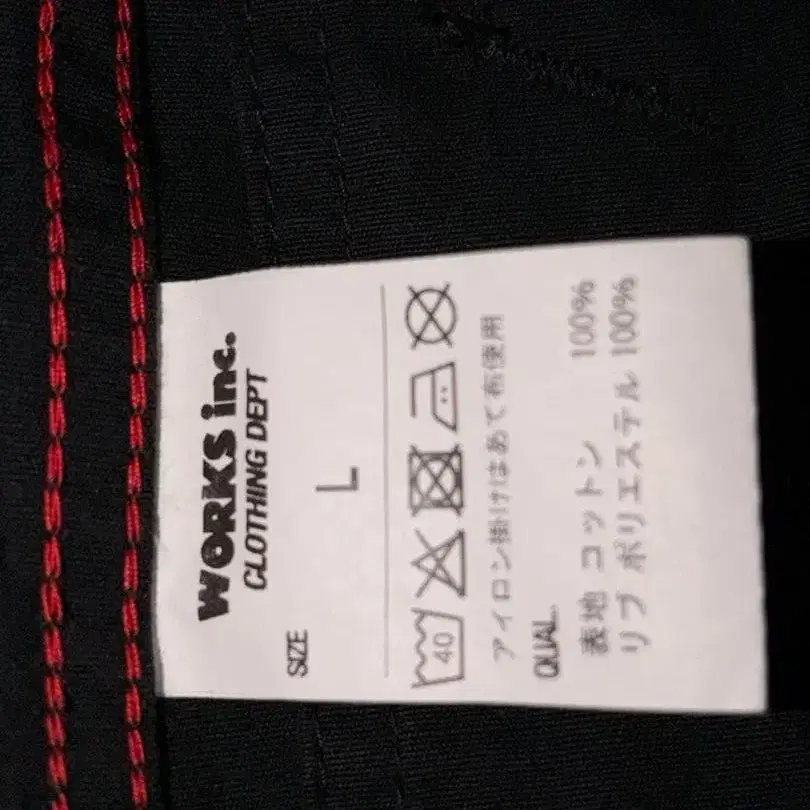 WORKS inc.
CLOTHING DEPT
SIZE L
40
アイロン掛けはあて布使用
QUAL.
表地 コットン 100%
リブ ポリエステル 100%